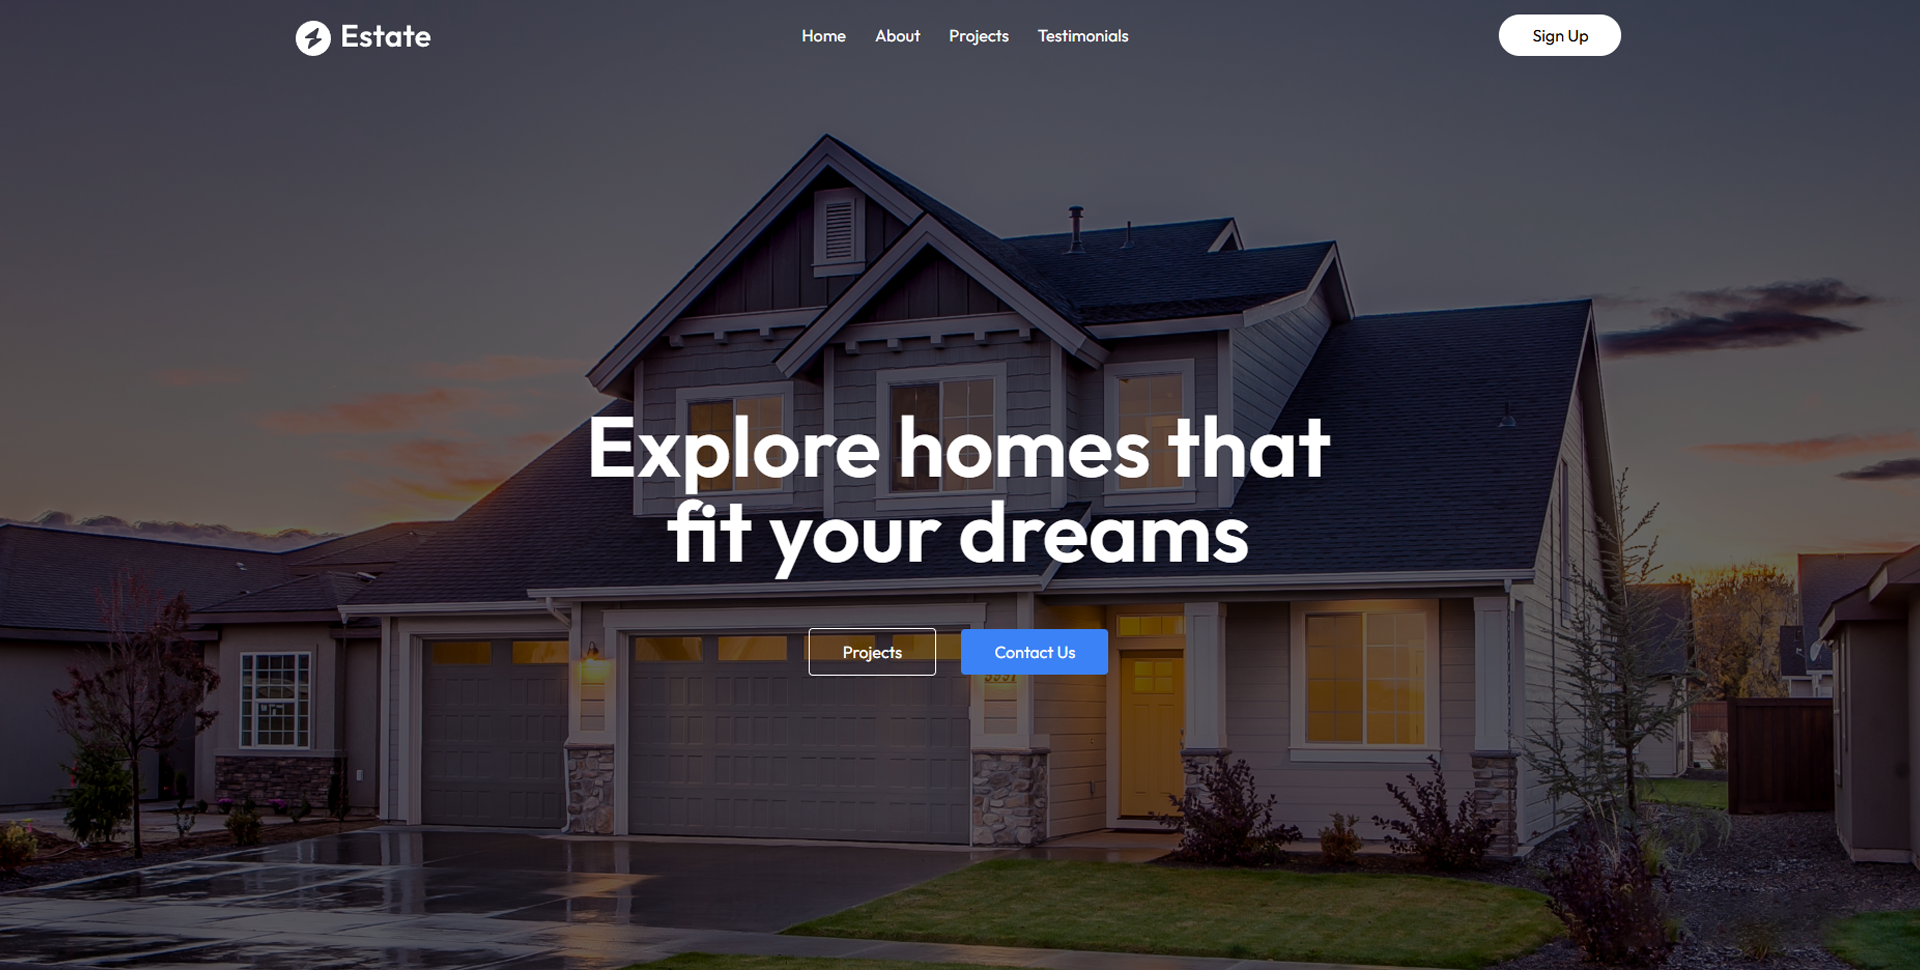 Estate
Home About Projects Testimonials
Sign Up
Explore homes that
fit your dreams
Projects
Contact Us